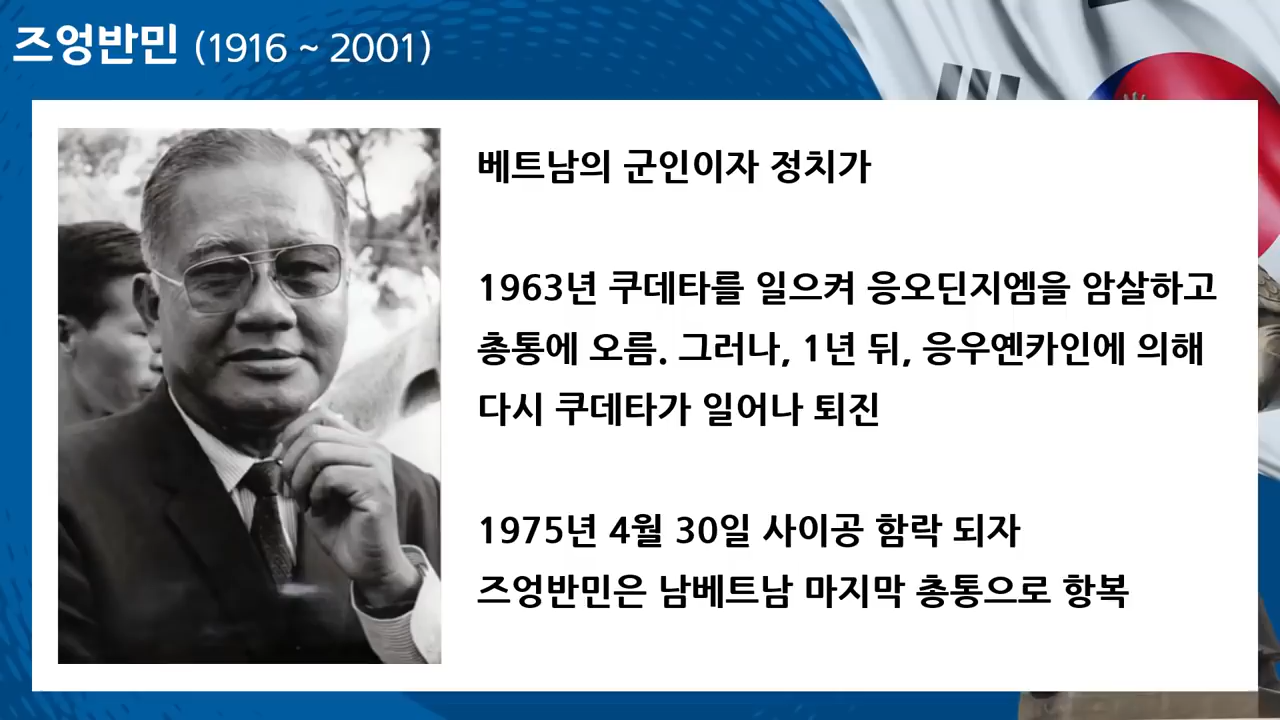 즈엉반민 (1916 ~ 2001)
베트남의 군인이자 정치가
1963년 쿠데타를 일으켜 응오딘지엠을 암살하고
총통에 오름. 그러나, 1년 뒤, 응우옌카인에 의해
다시 쿠데타가 일어나 퇴진
1975년 4월 30일 사이공 함락 되자
즈엉반민은 남베트남 마지막 총통으로 항복